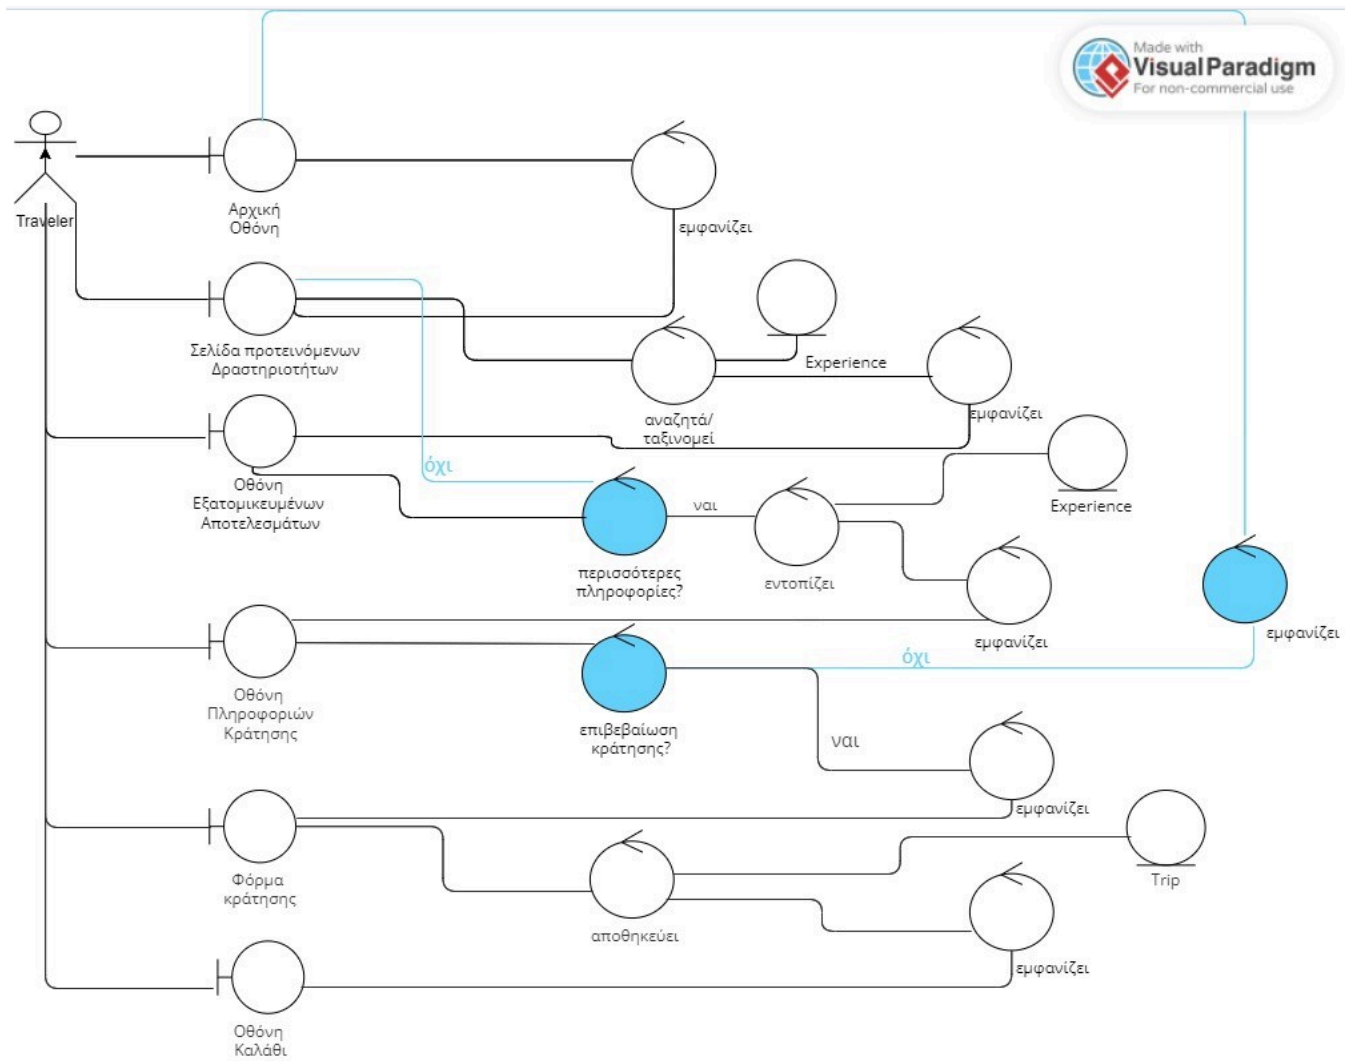 Made with
Visual Paradigm
For non-commercial use
Traveler
Αρχική
Οθόνη
εμφανίζει
Σελίδα προτεινόμενων
Δραστηριοτήτων
Experience
αναζητά/
ταξινομεί
εμφανίζει
όχι
Οθόνη
Εξατομικευμένων
Αποτελεσμάτων
ναι
Experience
περισσότερες
πληροφορίες?
εντοπίζει
εμφανίζει
εμφανίζει
όχι
Οθόνη
Πληροφοριών
Κράτησης
επιβεβαίωση
κράτησης?
ναι
εμφανίζει
Φόρμα
κράτησης
Trip
αποθηκεύει
εμφανίζει
Οθόνη
Καλάθι